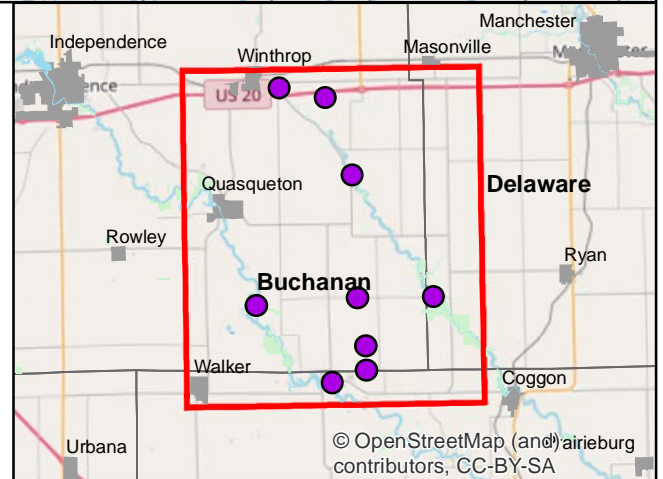 Manchester
Independence
Winthrop
Masonville
US 20
Quasqueton
Delaware
Rowley
Ryan
Buchanan
Walker
Coggon
© OpenStreetMap (and)
contributors, CC-BY-SA
Urbana